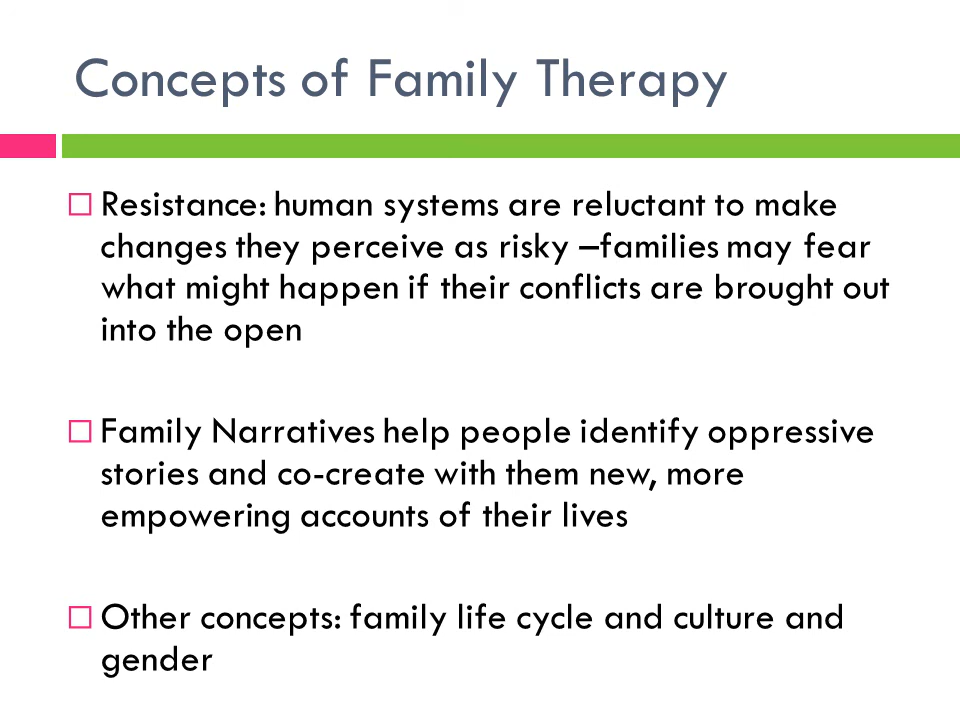 Concepts of Family Therapy
Resistance: human systems are reluctant to make
changes they perceive as risky –families may fear
what might happen if their conflicts are brought out
into the open
Family Narratives help people identify oppressive
stories and co-create with them new, more
empowering accounts of their lives
Other concepts: family life cycle and culture and
gender